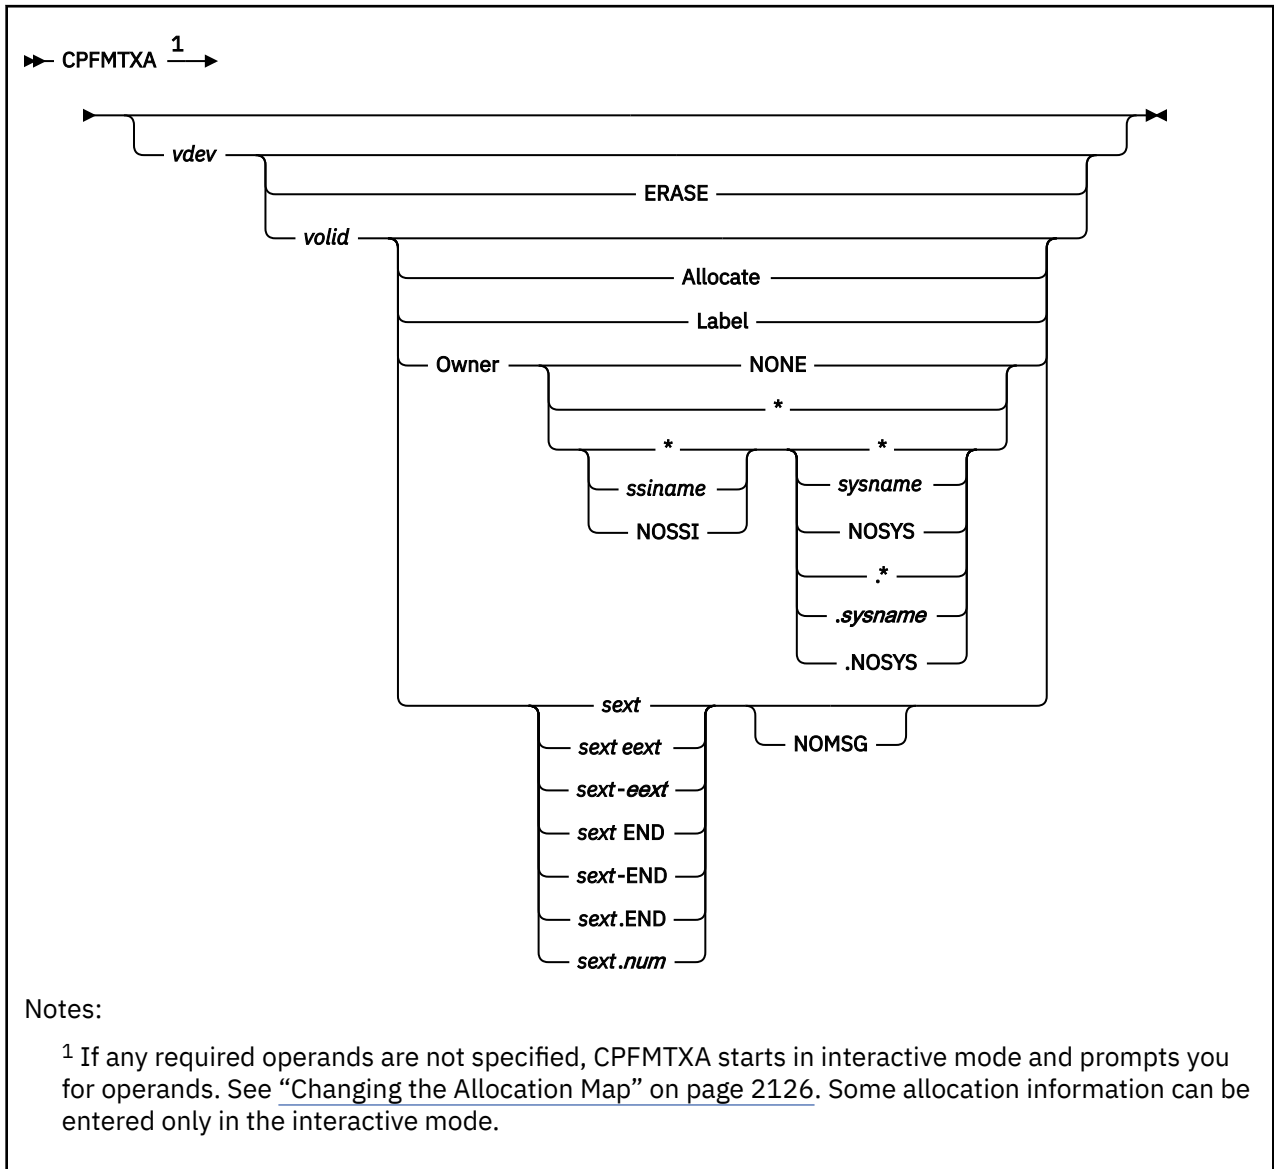 1
CPFMTXA
vdev
ERASE
volid
Allocate
Label
Owner NONE
*
* *
ssiname sysname
NOSSI NOSYS
.*
.sysname
.NOSYS
sext
sext eext NOMSG
sext-eext
sext END
sext-END
sext.END
sext.num
Notes:
1 If any required operands are not specified, CPFMTXA starts in interactive mode and prompts you
for operands. See “Changing the Allocation Map” on page 2126. Some allocation information can be
entered only in the interactive mode.